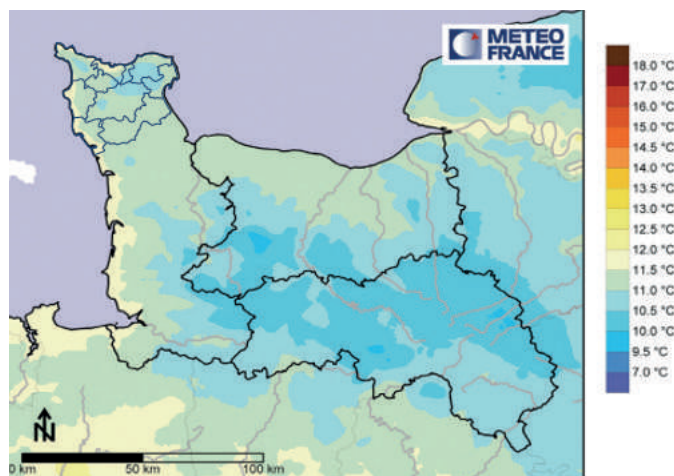 METEO
FRANCE
18.0 °C
17.0 °C
16.0 °C
15.0 °C
14.5 °C
14.0 °C
13.5 °C
13.0 °C
12.5 °C
12.0 °C
11.5 °C
11.0 °C
10.5 °C
10.0 °C
9.5 °C
7.0 °C
N
0 km
50 km
100 km